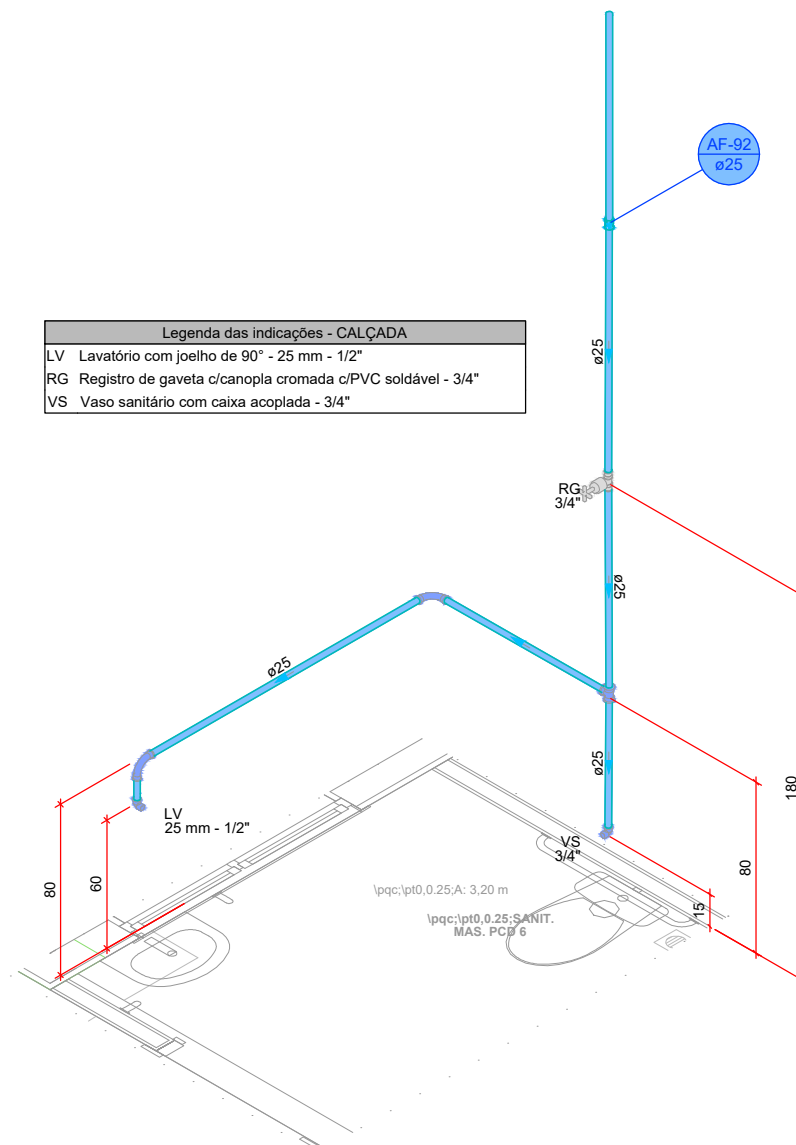 AF-92
ø25
ø25
Legenda das indicações - CALÇADA
LV Lavatório com joelho de 90° - 25 mm - 1/2"
RG Registro de gaveta c/canopla cromada c/PVC soldável - 3/4"
VS Vaso sanitário com caixa acoplada - 3/4"
RG
3/4"
ø25
ø25
ø25
LV
25 mm - 1/2"
VS
3/4"
180
80
60
80
15
\pqc;\pt0,0.25;A: 3,20 m
\pqc;\pt0,0.25;SANIT.
MAS. PCD 6